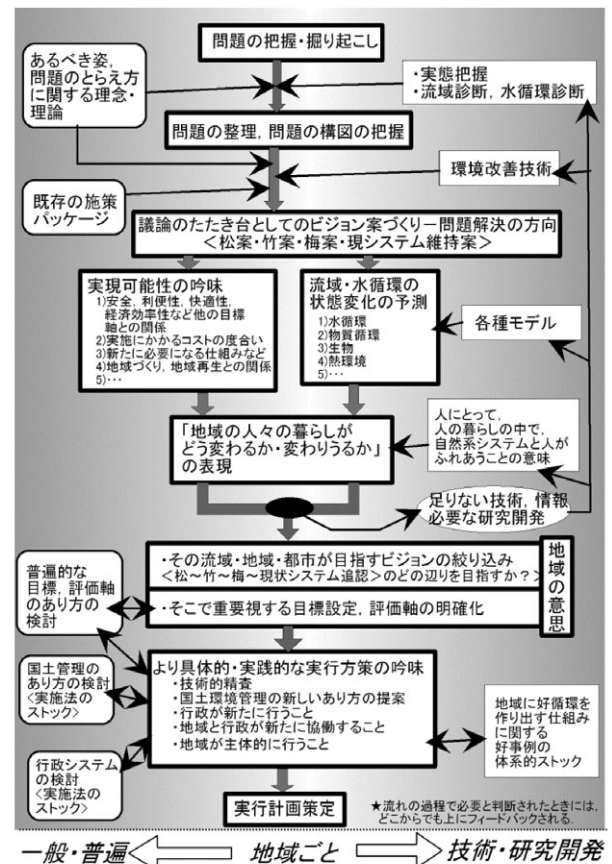 問題の把握・掘り起こし
あるべき姿,
問題のとらえ方
に関する理念・
理論
・実態把握
・流域診断, 水循環診断
問題の整理, 問題の構図の把握
環境改善技術
既存の施策
パッケージ
議論のたたき台としてのビジョン案づくりー問題解決の方向
<松案・竹案・梅案・現システム維持案>
実現可能性の吟味
1)安全, 利便性, 快適性,
経済効率性など他の目標
軸との関係
2)実施にかかるコストの度合い
3)新たに必要になる仕組みなど
4)地域づくり, 地域再生との関係
5)・・・
流域・水循環の
状態変化の予測
1)水循環
2)物質循環
3)生物
4)熱環境
5)・・・
各種モデル
「地域の人々の暮らしが
どう変わるか・変わりうるか」
の表現
人にとって,
人の暮らしの中で,
自然系システムと人が
ふれあうことの意味
足りない技術, 情報
必要な研究開発
・その流域・地域・都市が目指すビジョンの絞り込み
<松～竹～梅～現状システム追認>のどの辺りを目指すか?
・そこで重要視する目標設定, 評価軸の明確化
地域の意思
普遍的な
目標, 評価軸
のあり方の
検討
より具体的・実践的な実行方策の吟味
・技術的精査
・国土環境管理の新しいあり方の提案
・行政が新たに行うこと
・地域と行政が新たに協働すること
・地域が主体的に行うこと
国土管理の
あり方の検討
<実施法の
ストック>
行政システム
の検討
<実施法の
ストック>
地域に好循環を
作り出す仕組み
に関する
好事例の
体系的ストック
実行計画策定
★流れの過程で必要と判断されたときには,
どこからでも上にフィードバックされる.
一般・普遍 地域ごと 技術・研究開発